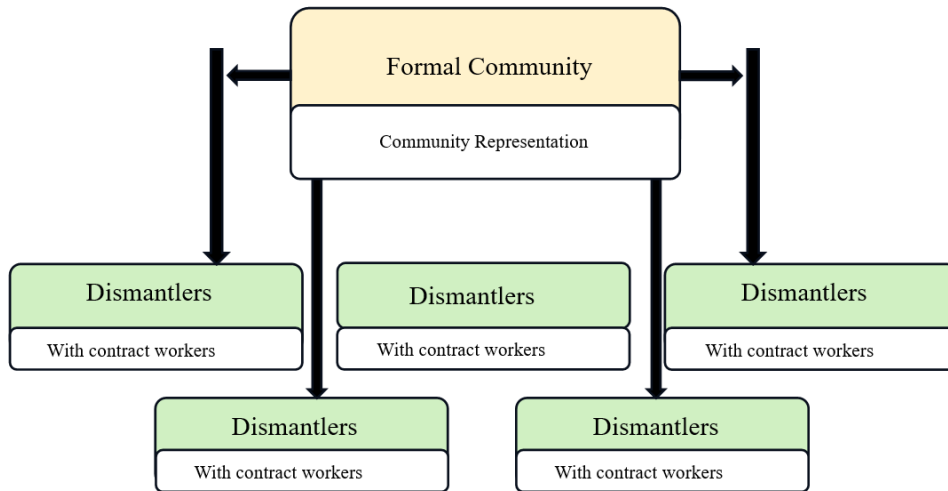 Formal Community
Community Representation
Dismantlers
With contract workers
Dismantlers
With contract workers
Dismantlers
With contract workers
Dismantlers
With contract workers
Dismantlers
With contract workers